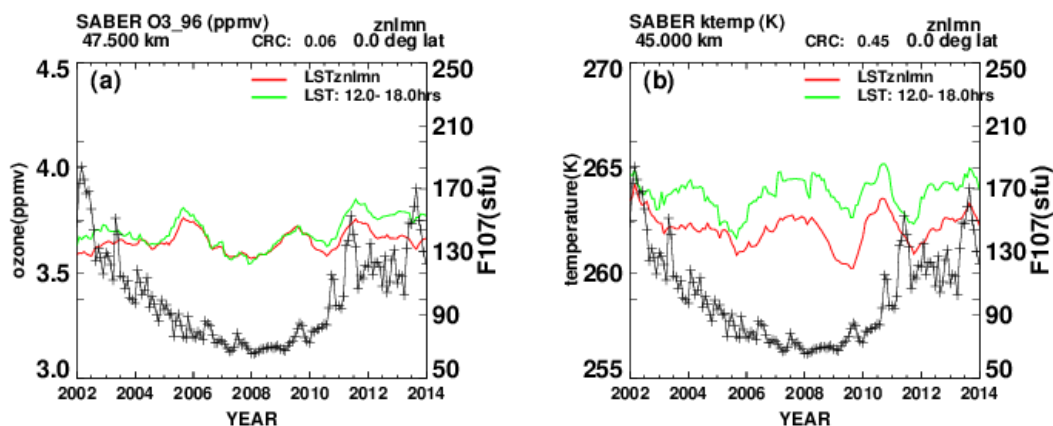 SABER O3_96 (ppmv) znlmn
47.500 km CRC: 0.06 0.0 deg lat
4.5 (a) LSTznlmn 250
LST: 12.0- 18.0hrs
210
4.0
170
ozone(ppmv) F107(sfu)
130
3.5
90
3.0 50
2002 2004 2006 2008 2010 2012 2014
YEAR
SABER ktemp (K) znlmn
45.000 km CRC: 0.45 0.0 deg lat
270 (b) LSTznlmn 250
LST: 12.0- 18.0hrs
210
265
170
temperature(K) F107(sfu)
130
260
90
255 50
2002 2004 2006 2008 2010 2012 2014
YEAR